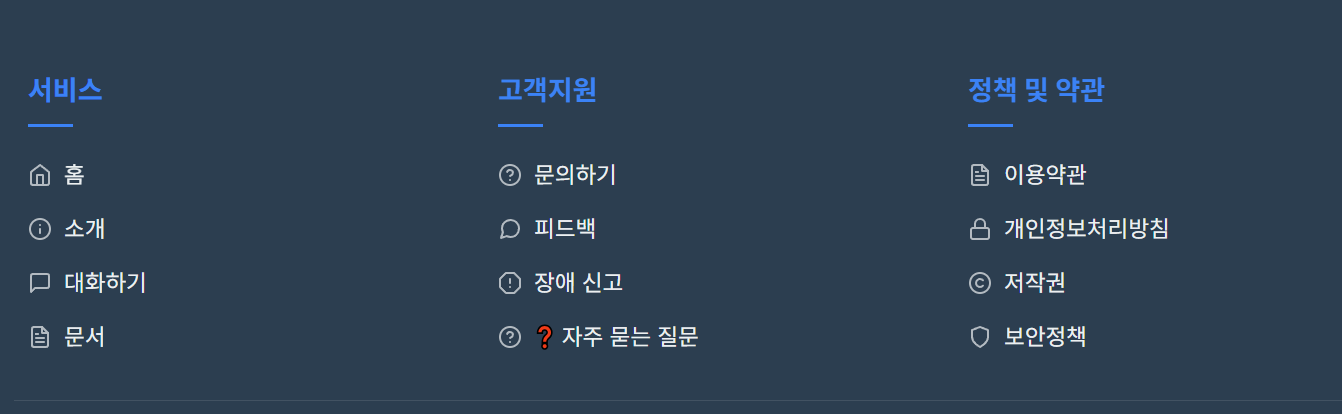 서비스
홈
소개
대화하기
문서
고객지원
문의하기
피드백
장애 신고
❓ 자주 묻는 질문
정책 및 약관
이용약관
개인정보처리방침
저작권
보안정책